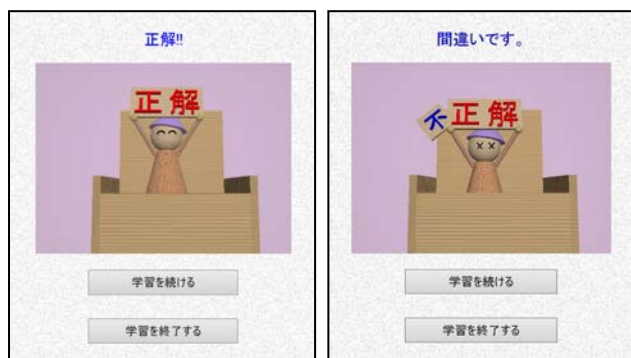 正解!!
正解
学習を続ける
学習を終了する
間違いです。
不正解
学習を続ける
学習を終了する